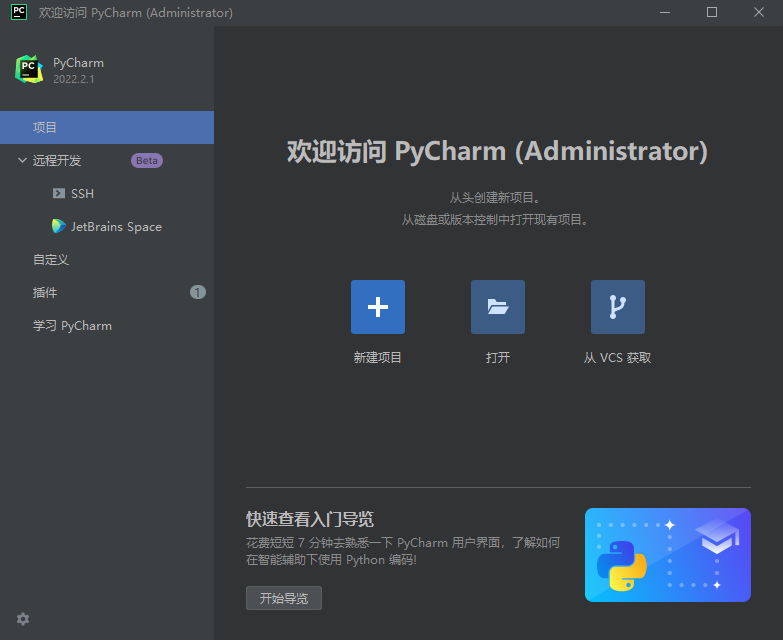 PC 欢迎访问 PyCharm (Administrator)
PC PyCharm
2022.2.1
项目
远程开发 Beta
SSH
JetBrains Space
自定义
插件 1
学习 PyCharm
欢迎访问 PyCharm (Administrator)
从头创建新项目。
从磁盘或版本控制中打开现有项目。
新建项目 打开 从 VCS 获取
快速查看入门导览
花费短短 7 分钟去熟悉一下 PyCharm 用户界面，了解如何
在智能辅助下使用 Python 编码!
开始导览